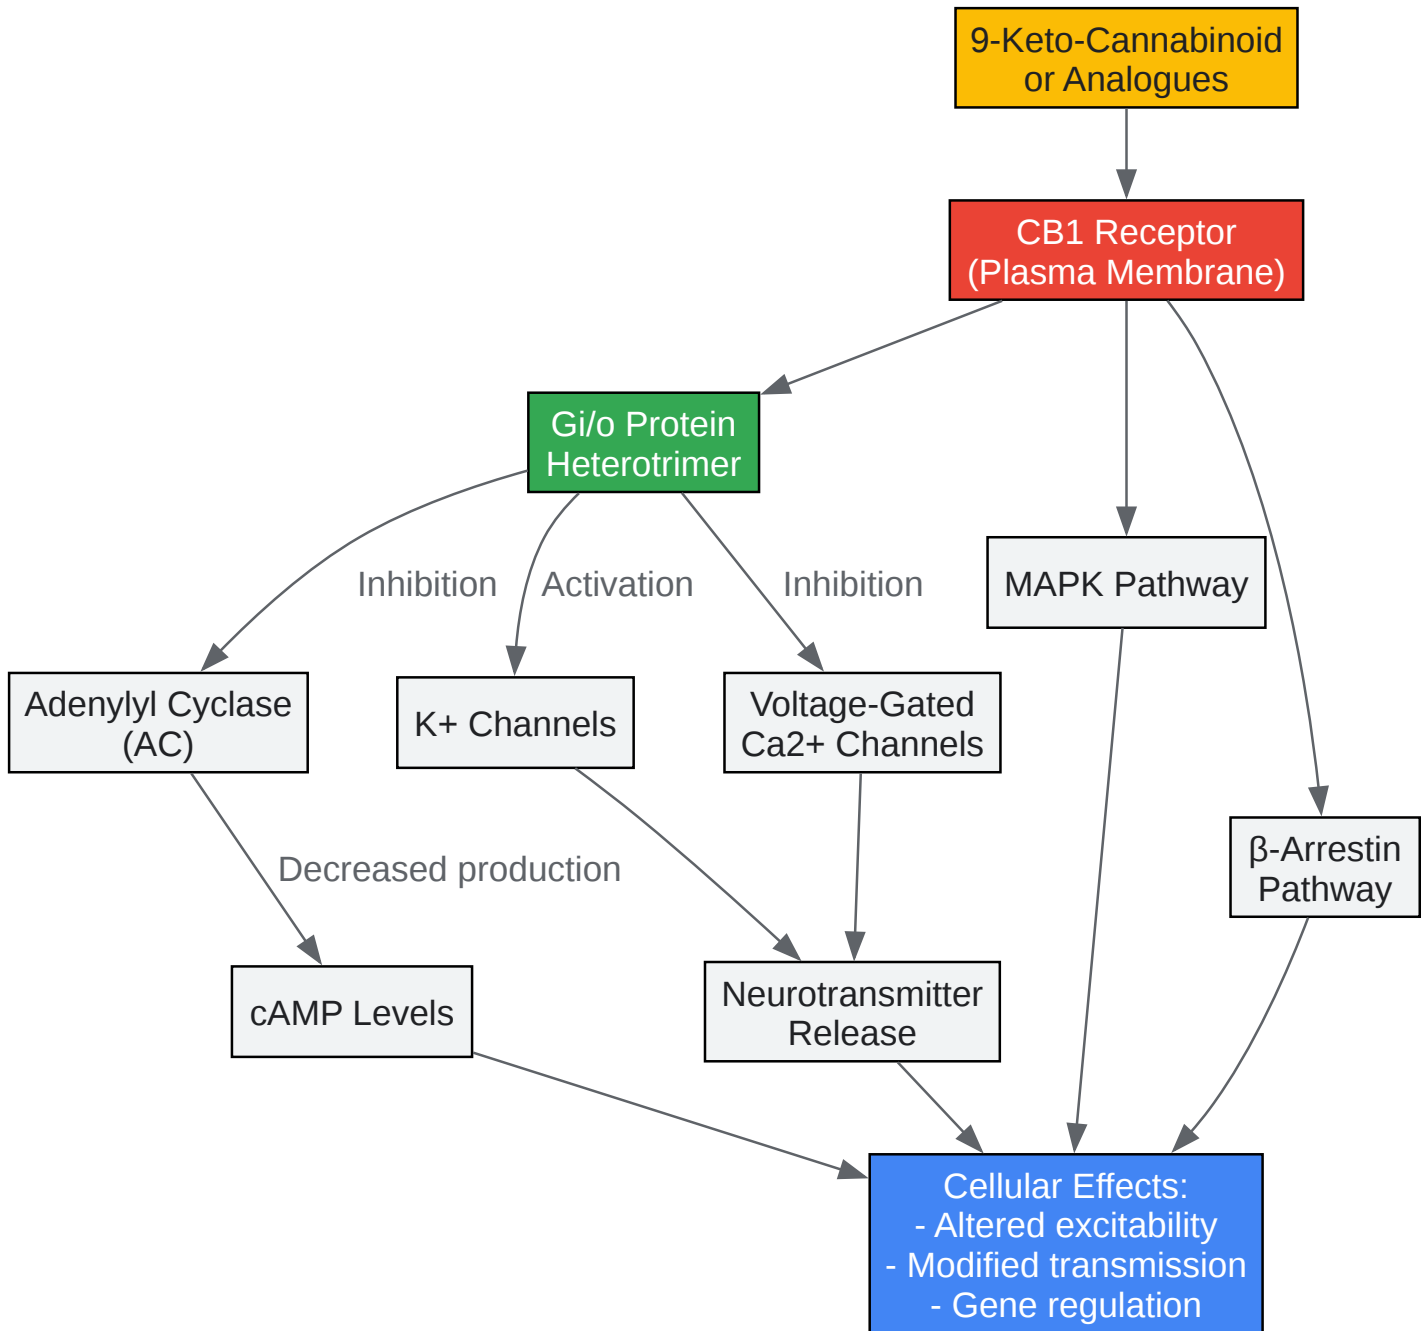 9-Keto-Cannabinoid
or Analogues
CB1 Receptor
(Plasma Membrane)
Gi/o Protein
Heterotrimer
Inhibition
Activation
Inhibition
MAPK Pathway
Adenylyl Cyclase
(AC)
K+ Channels
Voltage-Gated
Ca2+ Channels
Decreased production
β-Arrestin
Pathway
cAMP Levels
Neurotransmitter
Release
Cellular Effects:
- Altered excitability
- Modified transmission
- Gene regulation